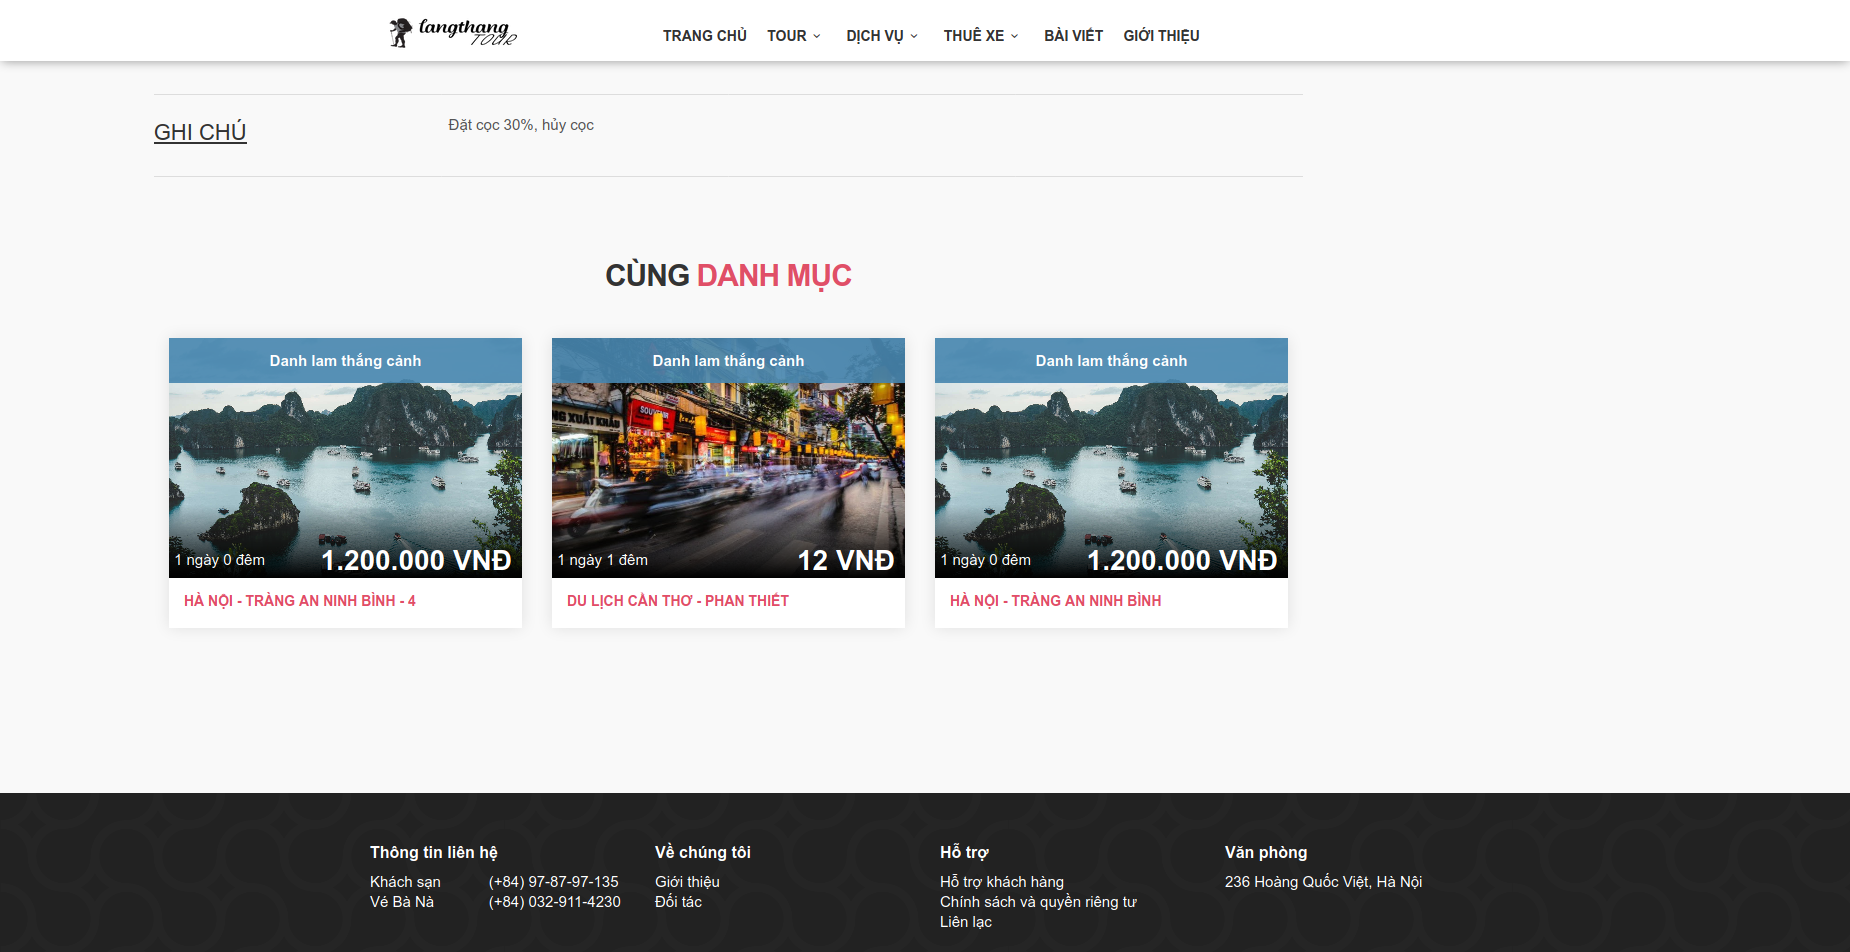 langthang
TOUR
TRANG CHỦ TOUR DỊCH VỤ THUÊ XE BÀI VIẾT GIỚI THIỆU
GHI CHÚ
Đặt cọc 30%, hủy cọc
CÙNG DANH MỤC
Danh lam thắng cảnh
1 ngày 0 đêm 1.200.000 VNĐ
HÀ NỘI - TRÀNG AN NINH BÌNH - 4
Danh lam thắng cảnh
NG XUẤT KHẨU
SOUVENIR
1 ngày 1 đêm 12 VNĐ
DU LỊCH CẦN THƠ - PHAN THIẾT
Danh lam thắng cảnh
1 ngày 0 đêm 1.200.000 VNĐ
HÀ NỘI - TRÀNG AN NINH BÌNH
Thông tin liên hệ
Khách sạn (+84) 97-87-97-135
Vé Bà Nà (+84) 032-911-4230
Về chúng tôi
Giới thiệu
Đối tác
Hỗ trợ
Hỗ trợ khách hàng
Chính sách và quyền riêng tư
Liên lạc
Văn phòng
236 Hoàng Quốc Việt, Hà Nội